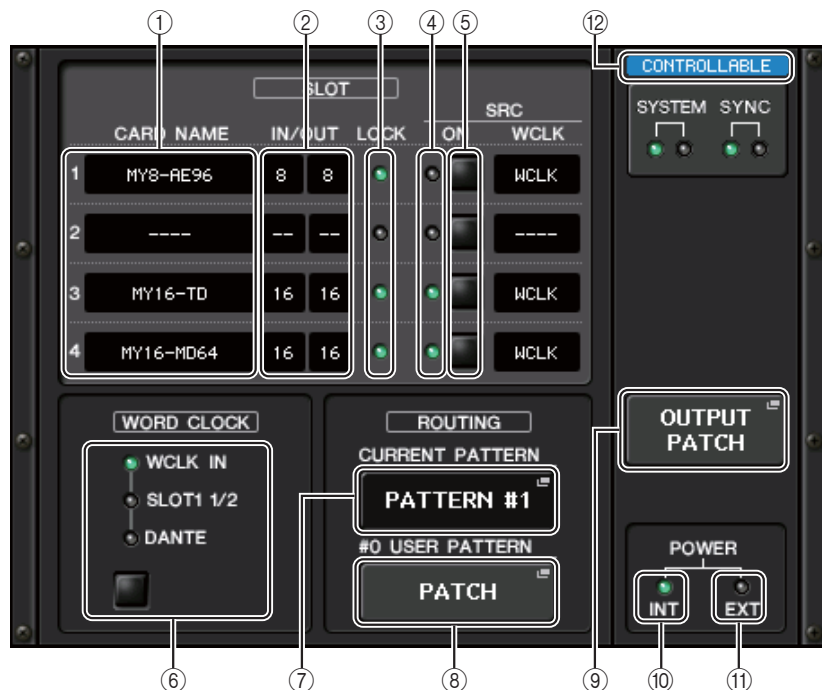 ① ② ③ ④ ⑤ ⑫
CONTROLLABLE
SLOT
SRC
SYSTEM SYNC
CARD NAME IN/OUT LOCK ON WCLK
1 MY8-AE96 8 8 WCLK
2 ---- -- -- ----
3 MY16-TD 16 16 WCLK
4 MY16-MD64 16 16 WCLK
WORD CLOCK
WCLK IN
SLOT1 1/2
DANTE
ROUTING
CURRENT PATTERN
PATTERN #1
#0 USER PATTERN
PATCH
OUTPUT
PATCH
POWER
INT EXT
⑥ ⑦ ⑧ ⑨ ⑩ ⑪